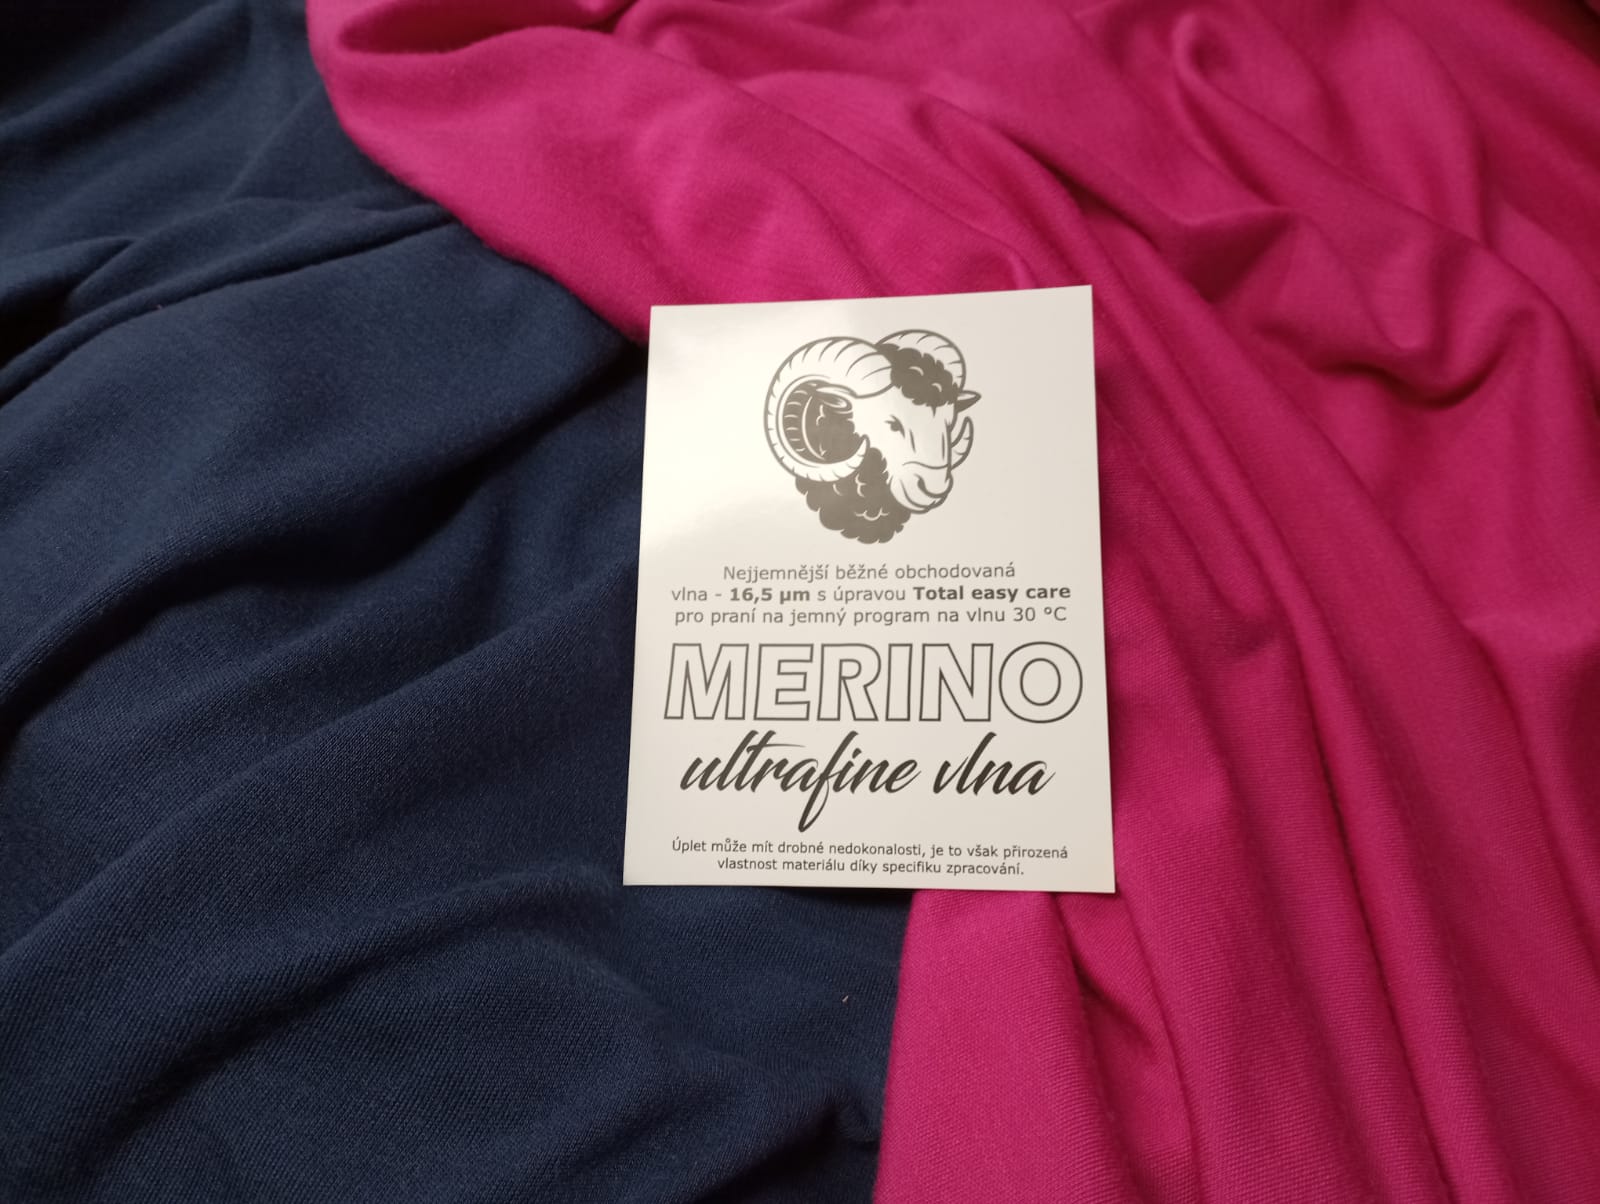 Nejjemnější běžné obchodovaná
vlna - 16,5 µm s úpravou Total easy care
pro praní na jemný program na vlnu 30 °C
MERINO
ultrafine vlna
Úplet může mít drobné nedokonalosti, je to však přirozená
vlastnost materiálu díky specifiku zpracování.